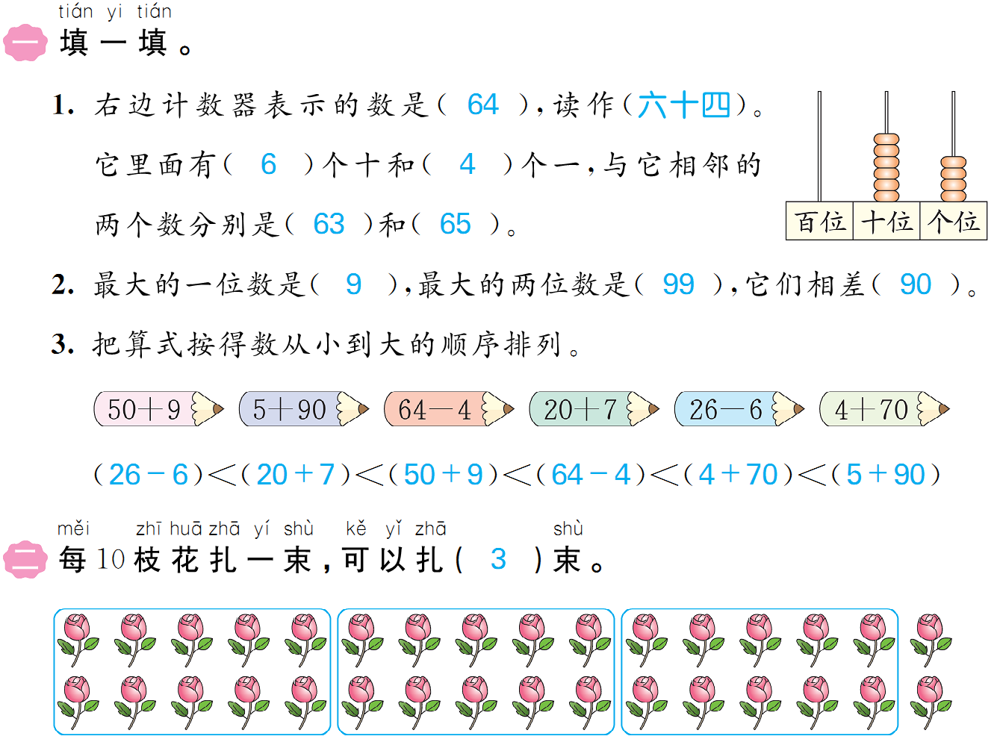 tián yi tián
一 填一填。
1. 右边计数器表示的数是( 64 ),读作(六十四)。
它里面有( 6 )个十和( 4 )个一,与它相邻的
两个数分别是( 63 )和( 65 )。
百位 十位 个位
2. 最大的一位数是( 9 ),最大的两位数是( 99 ),它们相差( 90 )。
3. 把算式按得数从小到大的顺序排列。
50+9 5+90 64-4 20+7 26-6 4+70
(26-6)<(20+7)<(50+9)<(64-4)<(4+70)<(5+90)
měi zhī huā zhā yí shù kě yǐ zhā shù
二 每10枝花扎一束,可以扎( 3 )束。